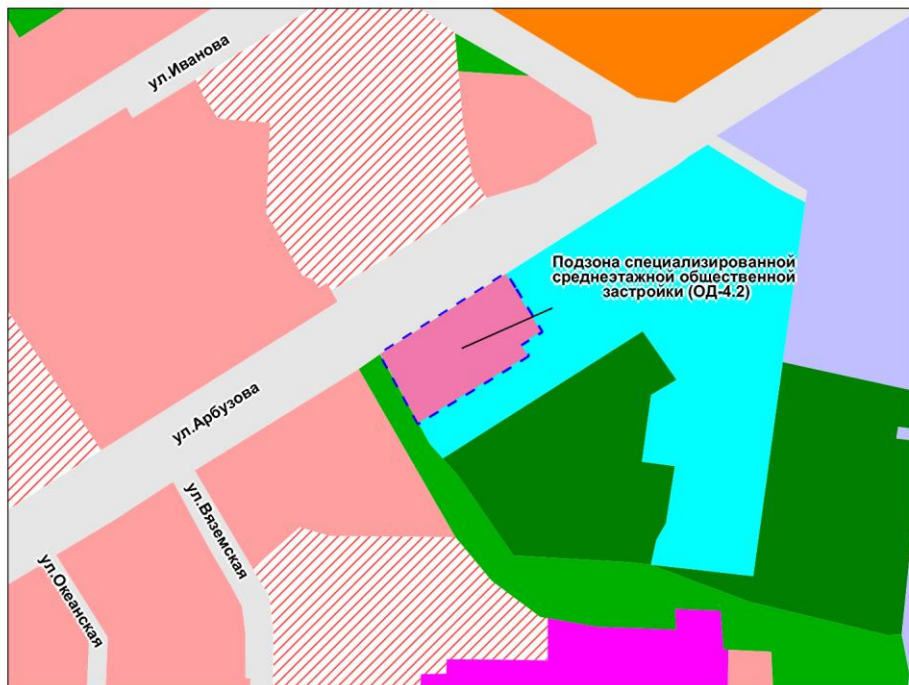 ул.Иванова
Подзона специализированной
среднеэтажной общественной
застройки (ОД-4.2)
ул.Арбузова
ул.Вяземская
ул.Океанская